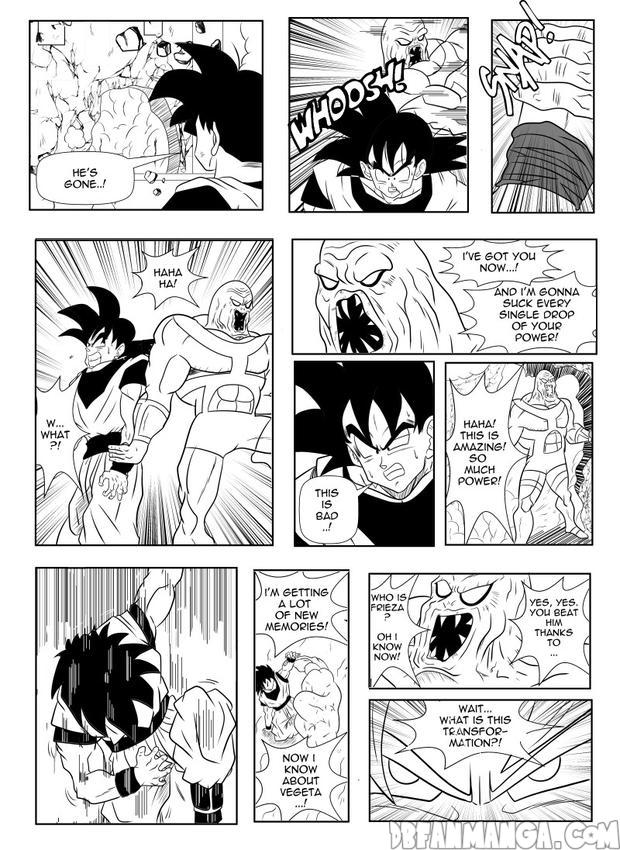 HE'S
GONE..!
WHOOSH!
SNAP!
HAHA
HA!
W...
WHAT
?!
I'VE GOT YOU
NOW...!
AND I'M GONNA
SUCK EVERY
SINGLE DROP
OF YOUR
POWER!
THIS
IS
BAD
..!
HAHA!
THIS IS
AMAZING!
SO
MUCH
POWER!
I'M GETTING
A LOT
OF NEW
MEMORIES!
NOW I
KNOW
ABOUT
VEGETA
...!
WHO IS
FRIEZA
?
OH I
KNOW
NOW!
YES, YES.
YOU BEAT
HIM
THANKS
TO
...
WAIT...
WHAT IS THIS
TRANSFOR-
MATION?!
DBFANMANGA.COM